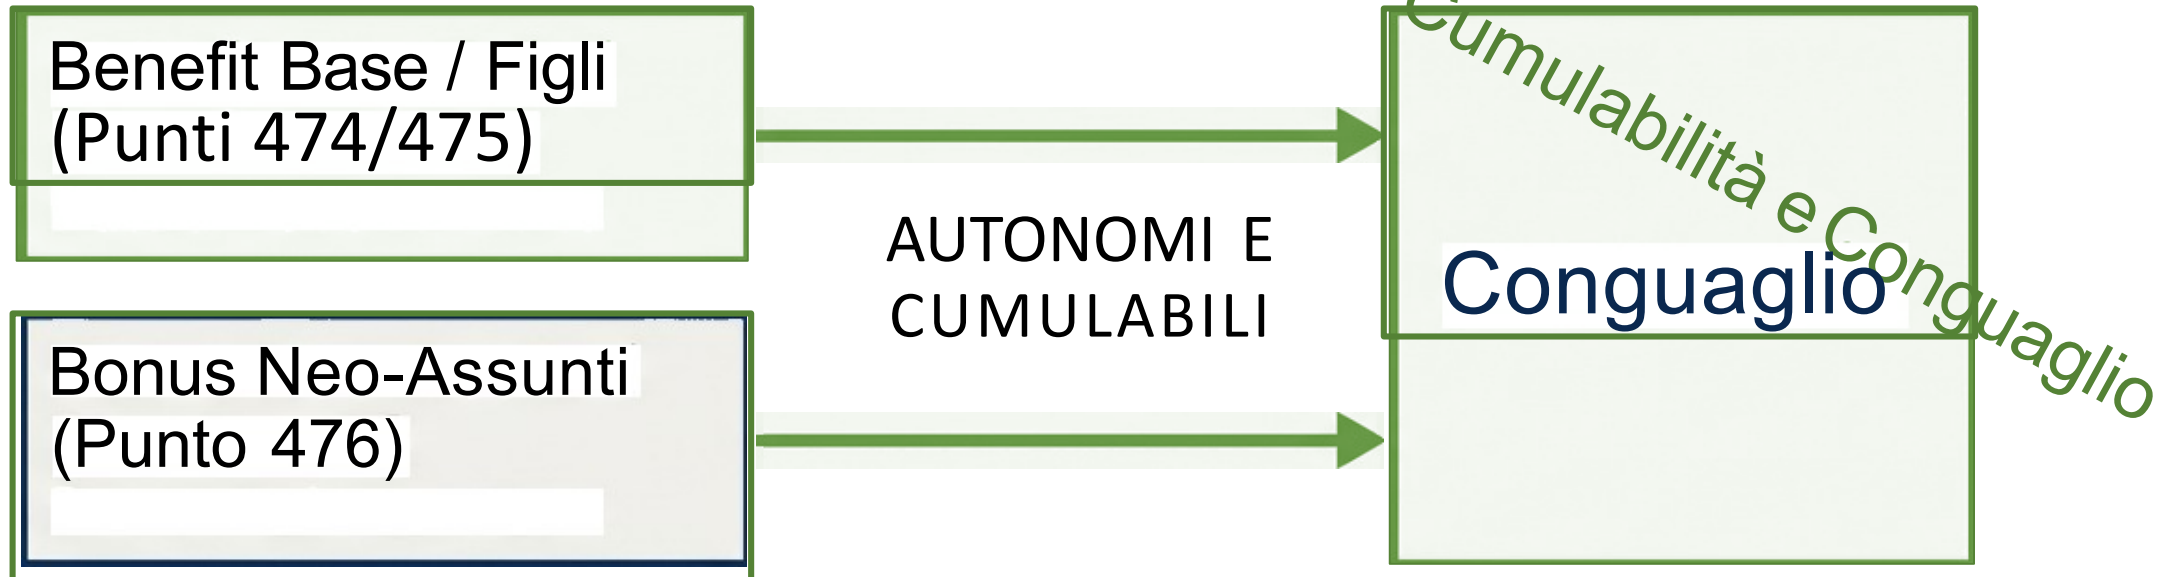 Benefit Base / Figli
(Punti 474/475)
Bonus Neo-Assunti
(Punto 476)
AUTONOMI E
CUMULABILI
Conguaglio
Cumulabilità e Conguaglio